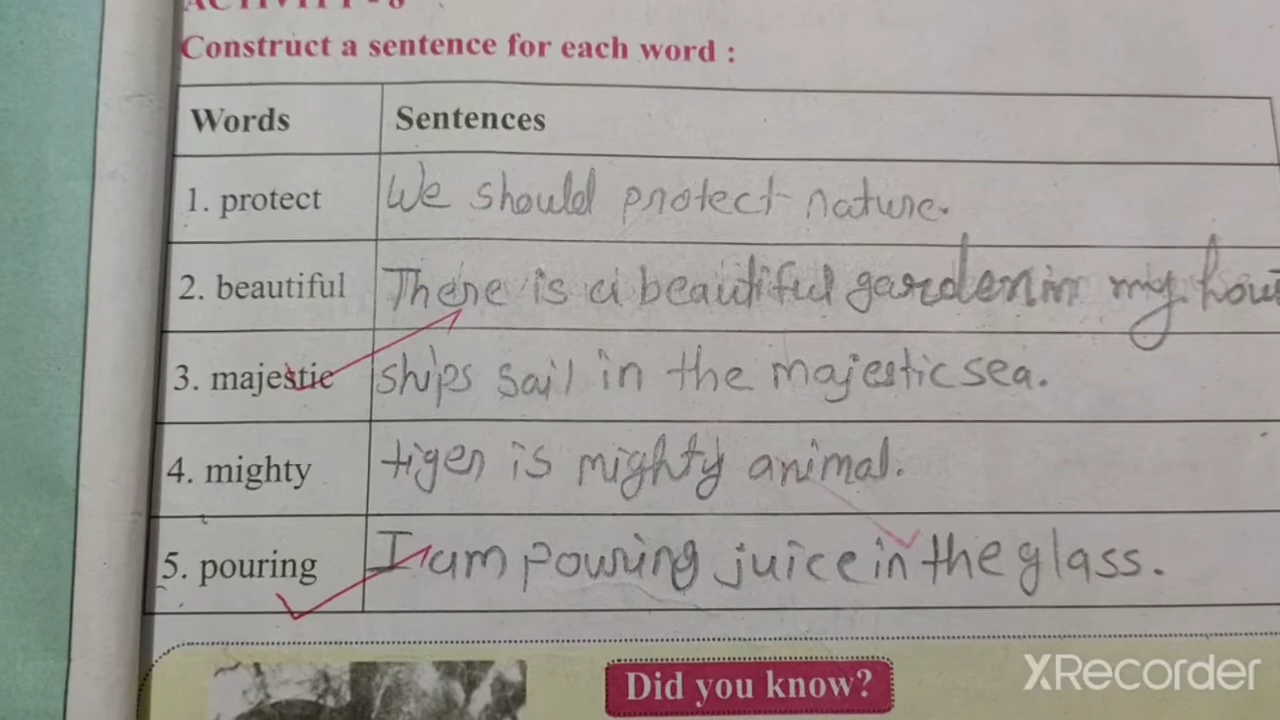 ACTIVITY - 8
Construct a sentence for each word :
Words Sentences
1. protect We should protect nature.
2. beautiful There is a beautiful garden in my
3. majestic ships sail in the majestic sea.
4. mighty tiger is mighty animal.
5. pouring I am pouring juice in the glass.
Did you know?
XRecorder